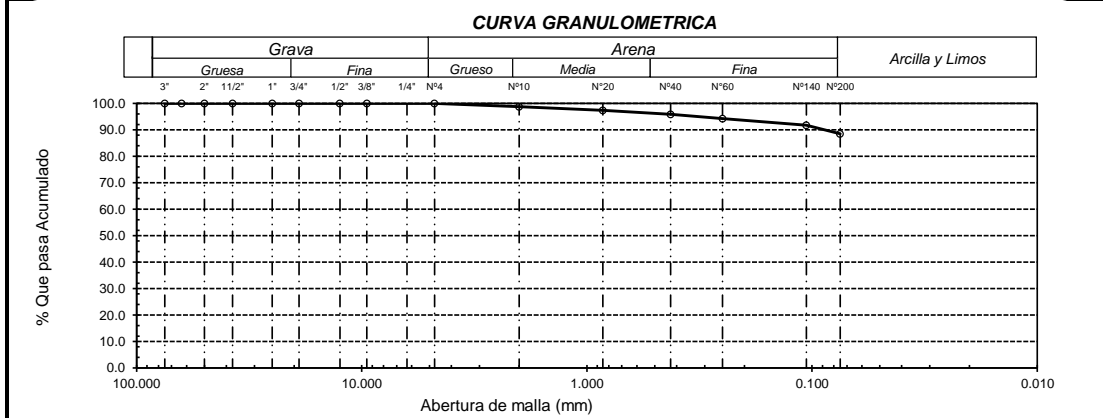 CURVA GRANULOMETRICA
Grava Arena Arcilla y Limos
Gruesa Fina Grueso Media Fina
3" 2" 11/2" 1" 3/4" 1/2" 3/8" 1/4" Nº4 Nº10 N°20 Nº40 N°60 Nº140 Nº200
100.0
90.0
80.0
70.0
60.0
50.0
40.0
30.0
20.0
10.0
0.0
% Que pasa Acumulado
100.000 10.000 1.000 0.100 0.010
Abertura de malla (mm)